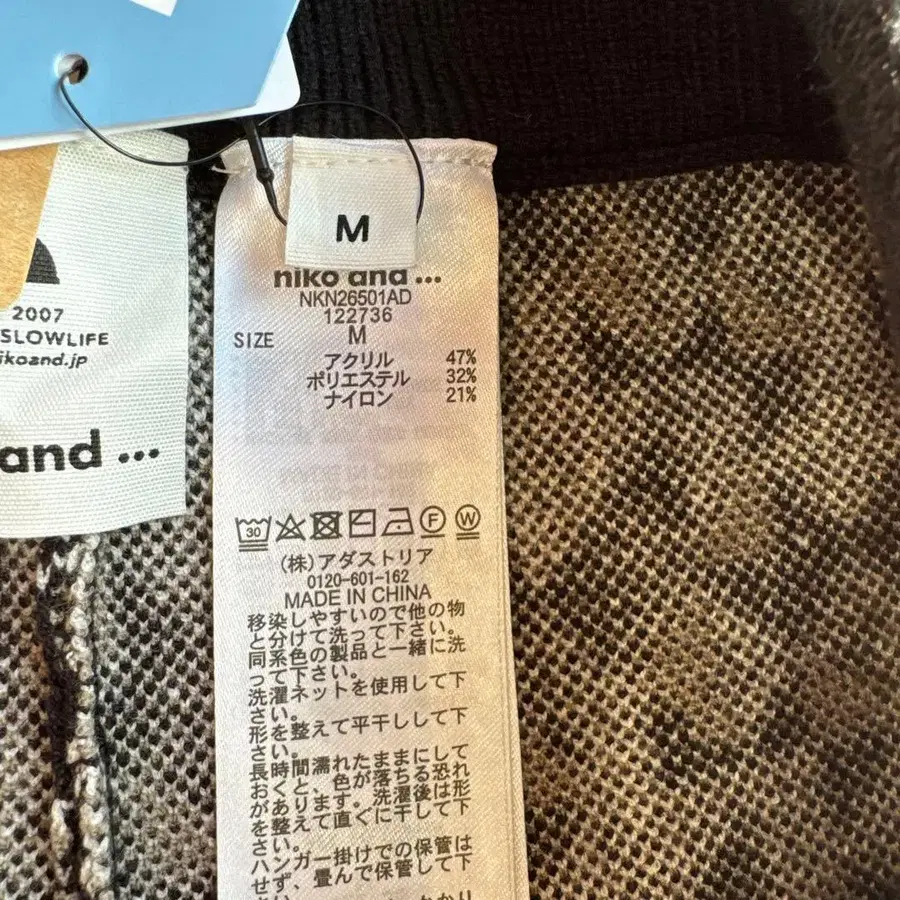 2007
SLOWLIFE
ikoand.jp
and ...
M
niko and ...
NKN26501AD
122736
SIZE M
アクリル 47%
ポリエステル 32%
ナイロン 21%
30
F
W
(株)アダストリア
0120-601-162
MADE IN CHINA
移染しやすいので他の物
と分けて洗って下さい。
同系色の製品と一緒に洗
って下さい。
洗濯ネットを使用して下
さい。
形を整えて平干しして下
さい。
長時間濡れたままにして
おくと、色が落ちる恐れ
があります。洗濯後は形
を整えて直ぐに干して下
さい。
ハンガー掛けでの保管は
せず、畳んで保管して下
さい。